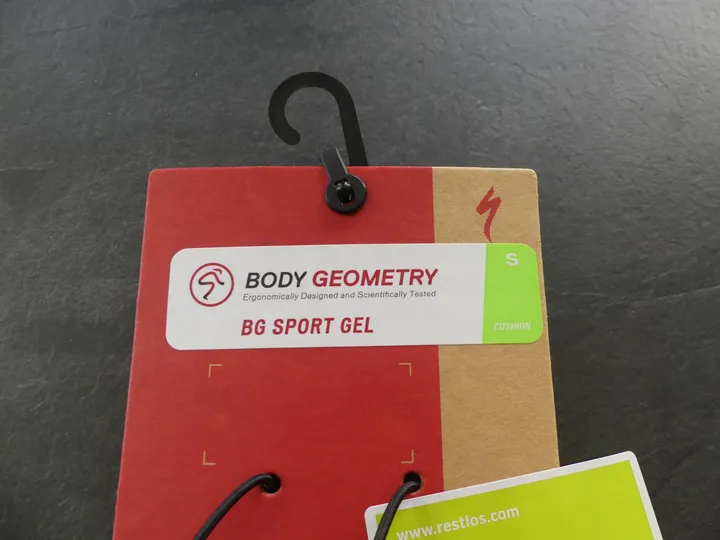 S
BODY GEOMETRY
Ergonomically Designed and Scientifically Tested
BG SPORT GEL
CUSHION
www.restlos.com